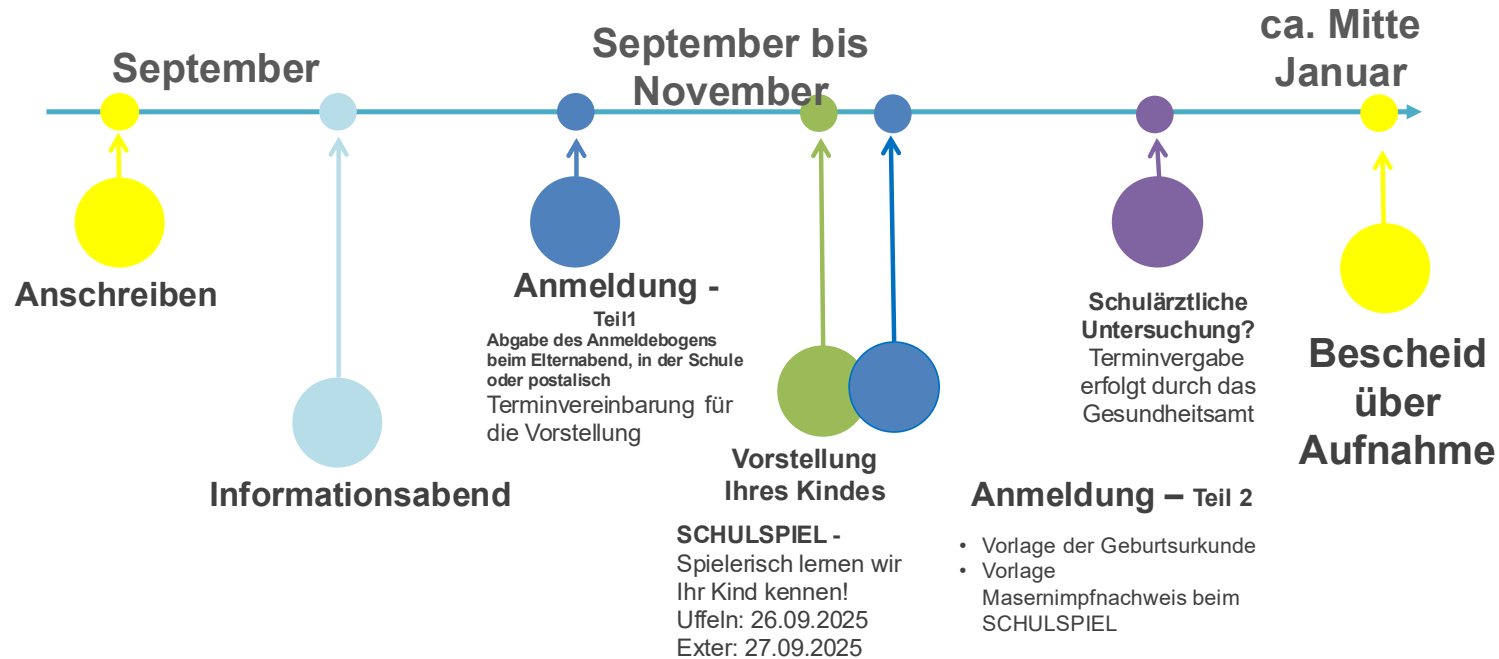 September
September bis
November
ca. Mitte
Januar
Anschreiben
Informationsabend
Anmeldung -
Teil1
Abgabe des Anmeldebogens
beim Elternabend, in der Schule
oder postalisch
Terminvereinbarung für
die Vorstellung
Vorstellung
Ihres Kindes
SCHULSPIEL -
Spielerisch lernen wir
Ihr Kind kennen!
Uffeln: 26.09.2025
Exter: 27.09.2025
Anmeldung – Teil 2
• Vorlage der Geburtsurkunde
• Vorlage
Masernimpfnachweis beim
SCHULSPIEL
Schulärztliche
Untersuchung?
Terminvergabe
erfolgt durch das
Gesundheitsamt
Bescheid
über
Aufnahme